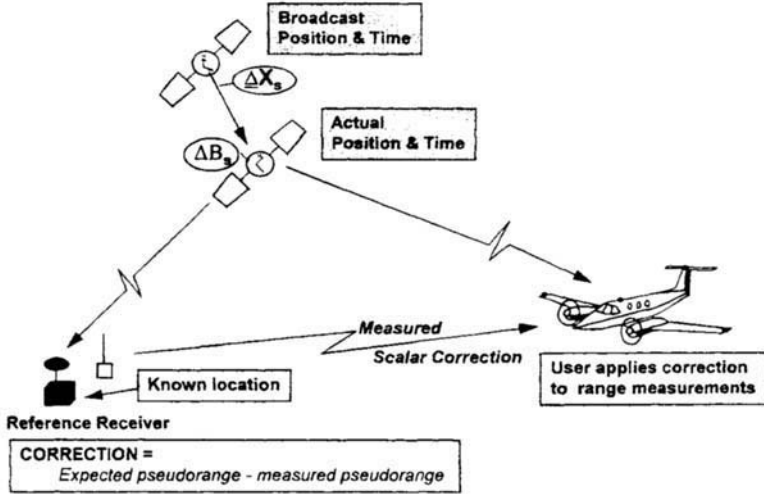 Broadcast
Position & Time
ΔX_s
Actual
Position & Time
ΔB_s
Measured
Scalar Correction
Known location
User applies correction
to range measurements
Reference Receiver
CORRECTION =
Expected pseudorange - measured pseudorange